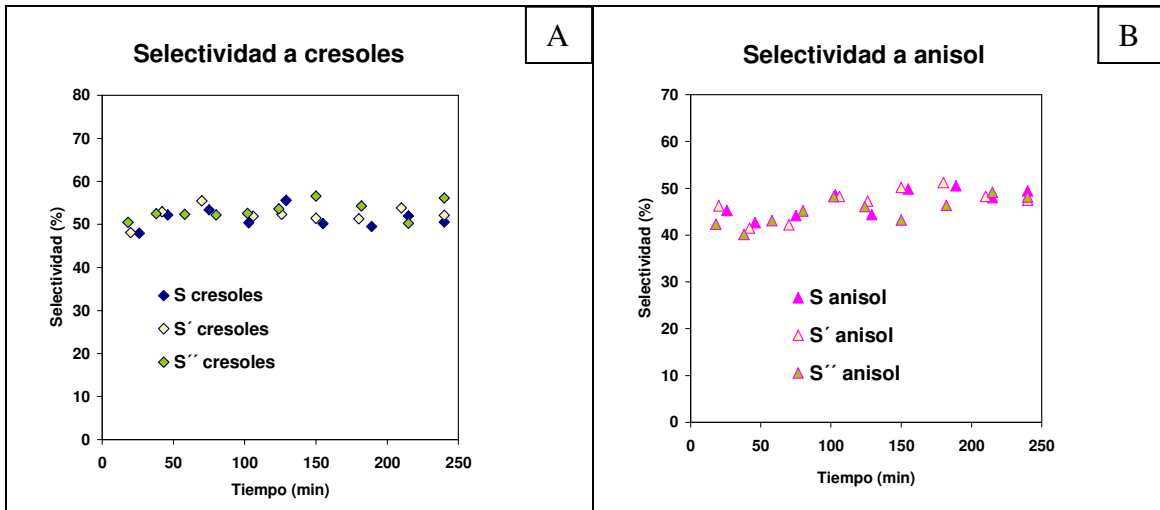 A
Selectividad a cresoles
80
70
60
50
40
30
20
10
0
0 50 100 150 200 250
Selectividad (%)
Tiempo (min)
S cresoles
S´ cresoles
S´´ cresoles
B
Selectividad a anisol
70
60
50
40
30
20
10
0
0 50 100 150 200 250
Selectividad (%)
Tiempo (min)
S anisol
S´ anisol
S´´ anisol